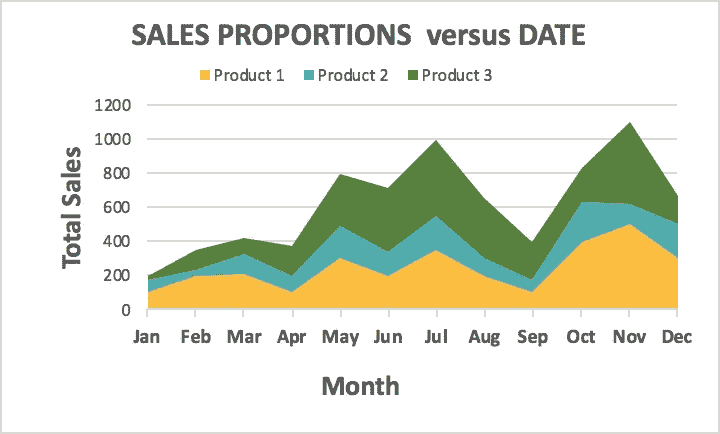 SALES PROPORTIONS versus DATE
Product 1 Product 2 Product 3
1200
1000
800
600
400
200
0
Total Sales
Jan Feb Mar Apr May Jun Jul Aug Sep Oct Nov Dec
Month